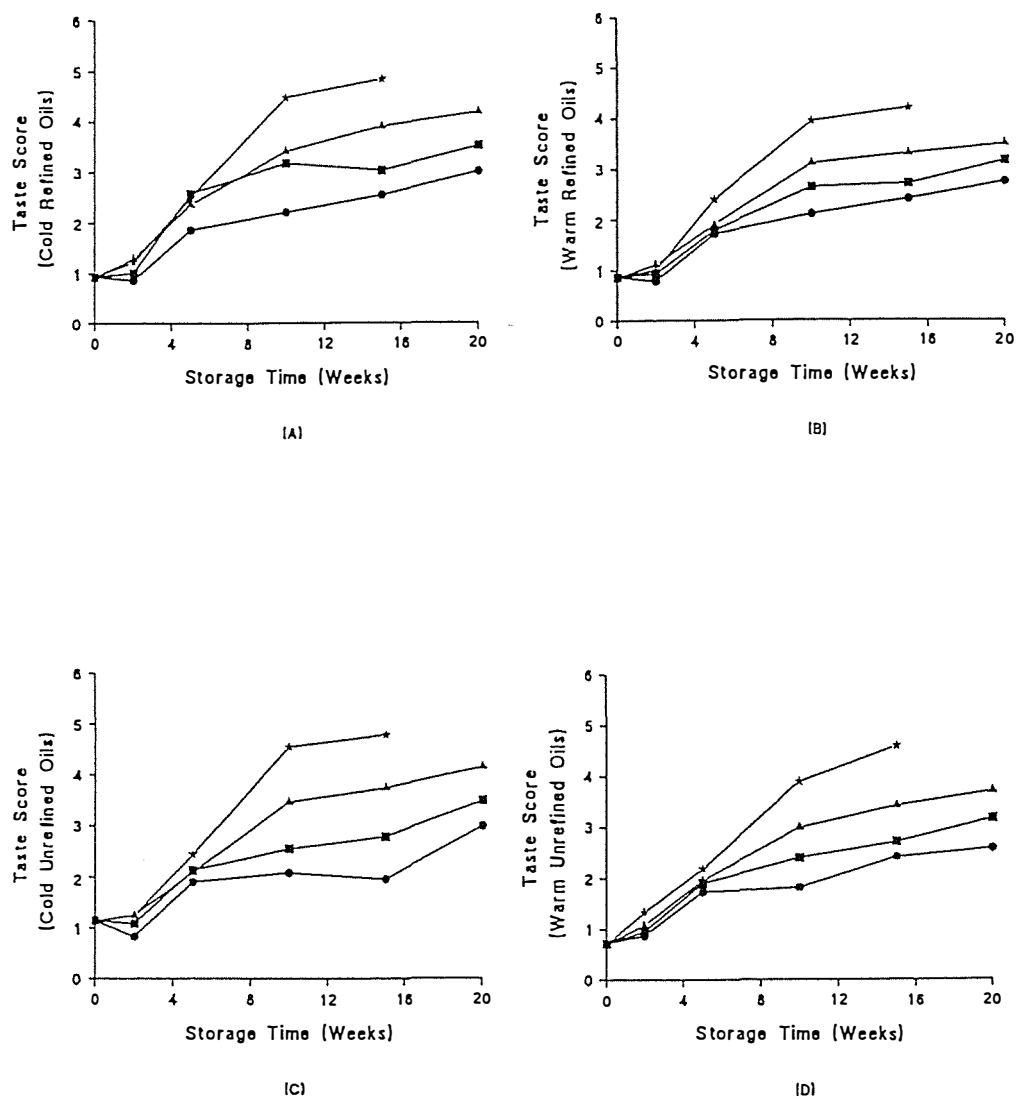 Taste Score
(Cold Refined Oils)
6
5
4
3
2
1
0
0 4 8 12 16 20
Storage Time (Weeks)
(A)
Taste Score
(Warm Refined Oils)
6
5
4
3
2
1
0
0 4 8 12 16 20
Storage Time (Weeks)
(B)
Taste Score
(Cold Unrefined Oils)
6
5
4
3
2
1
0
0 4 8 12 16 20
Storage Time (Weeks)
(C)
Taste Score
(Warm Unrefined Oils)
6
5
4
3
2
1
0
0 4 8 12 16 20
Storage Time (Weeks)
(D)